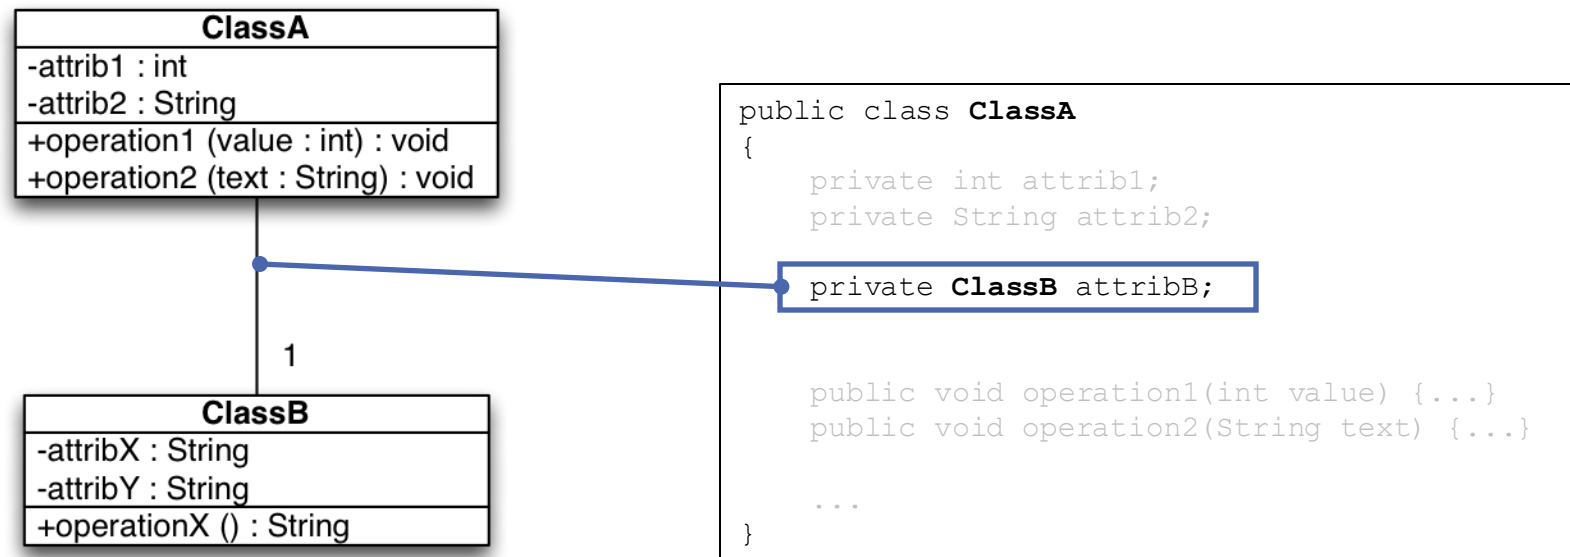 ClassA
-attrib1 : int
-attrib2 : String
+operation1 (value : int) : void
+operation2 (text : String) : void
1
ClassB
-attribX : String
-attribY : String
+operationX () : String
public class ClassA
{
private int attrib1;
private String attrib2;
private ClassB attribB;
public void operation1(int value) {...}
public void operation2(String text) {...}
...
}